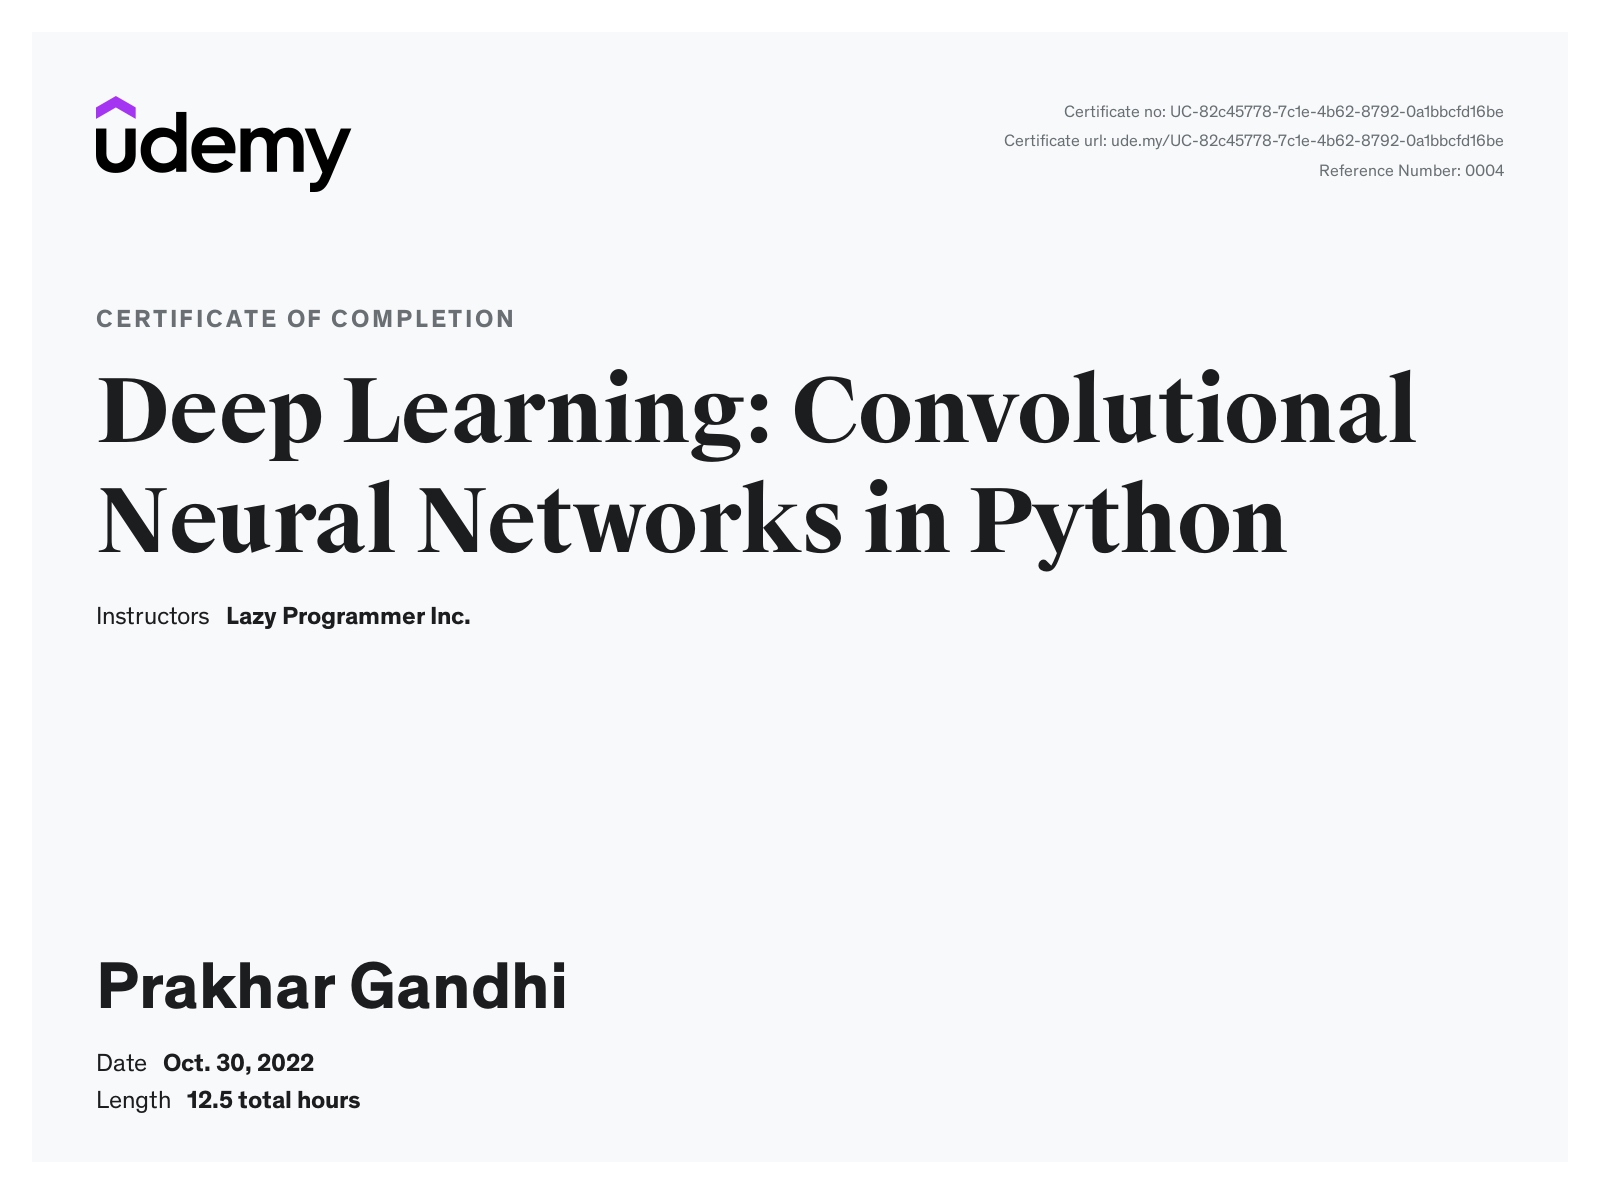 udemy
Certificate no: UC-82c45778-7c1e-4b62-8792-0a1bbcfd16be
Certificate url: ude.my/UC-82c45778-7c1e-4b62-8792-0a1bbcfd16be
Reference Number: 0004
CERTIFICATE OF COMPLETION
Deep Learning: Convolutional
Neural Networks in Python
Instructors Lazy Programmer Inc.
Prakhar Gandhi
Date Oct. 30, 2022
Length 12.5 total hours